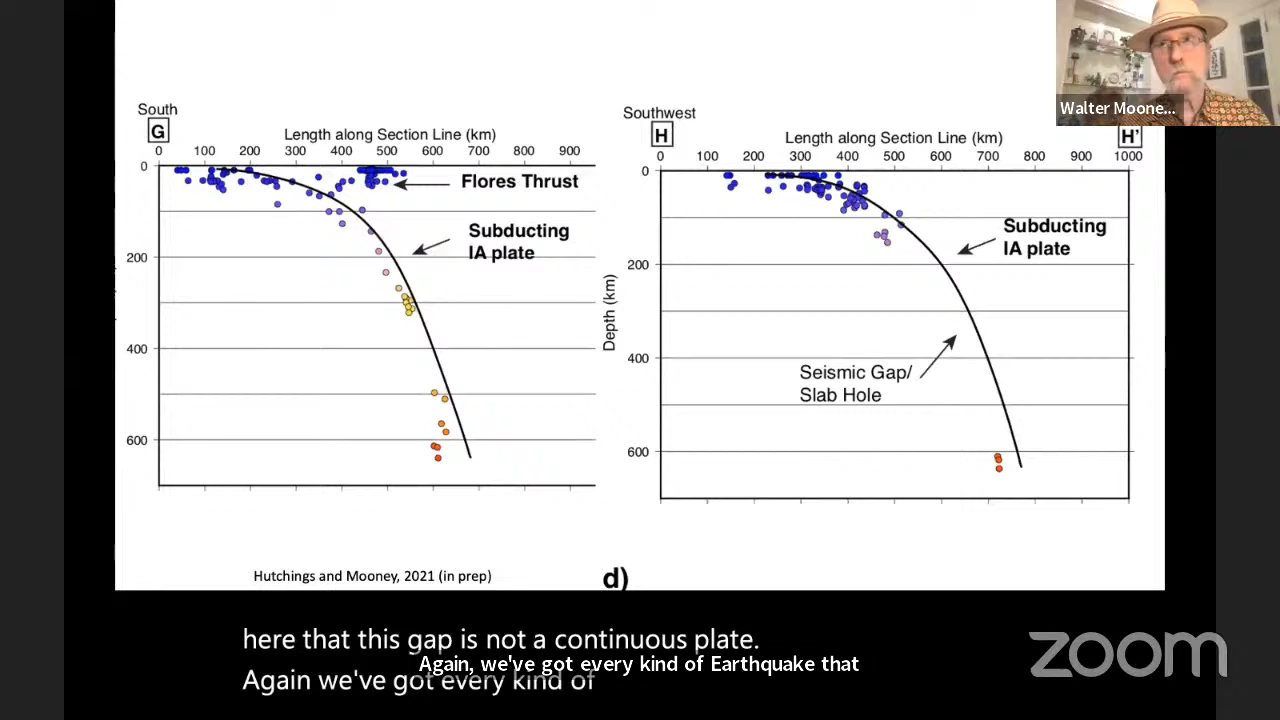 South
G
Length along Section Line (km)
0 100 200 300 400 500 600 700 800 900
0
200
400
600
Flores Thrust
Subducting
IA plate
Southwest
H
H'
Length along Section Line (km)
0 100 200 300 400 500 600 700 800 900 1000
0
200
400
600
Depth (km)
Subducting
IA plate
Seismic Gap/
Slab Hole
Hutchings and Mooney, 2021 (in prep)
d)
Walter Moone...
here that this gap is not a continuous plate.
Again, we've got every kind of Earthquake that
Again we've got every kind of
zoom